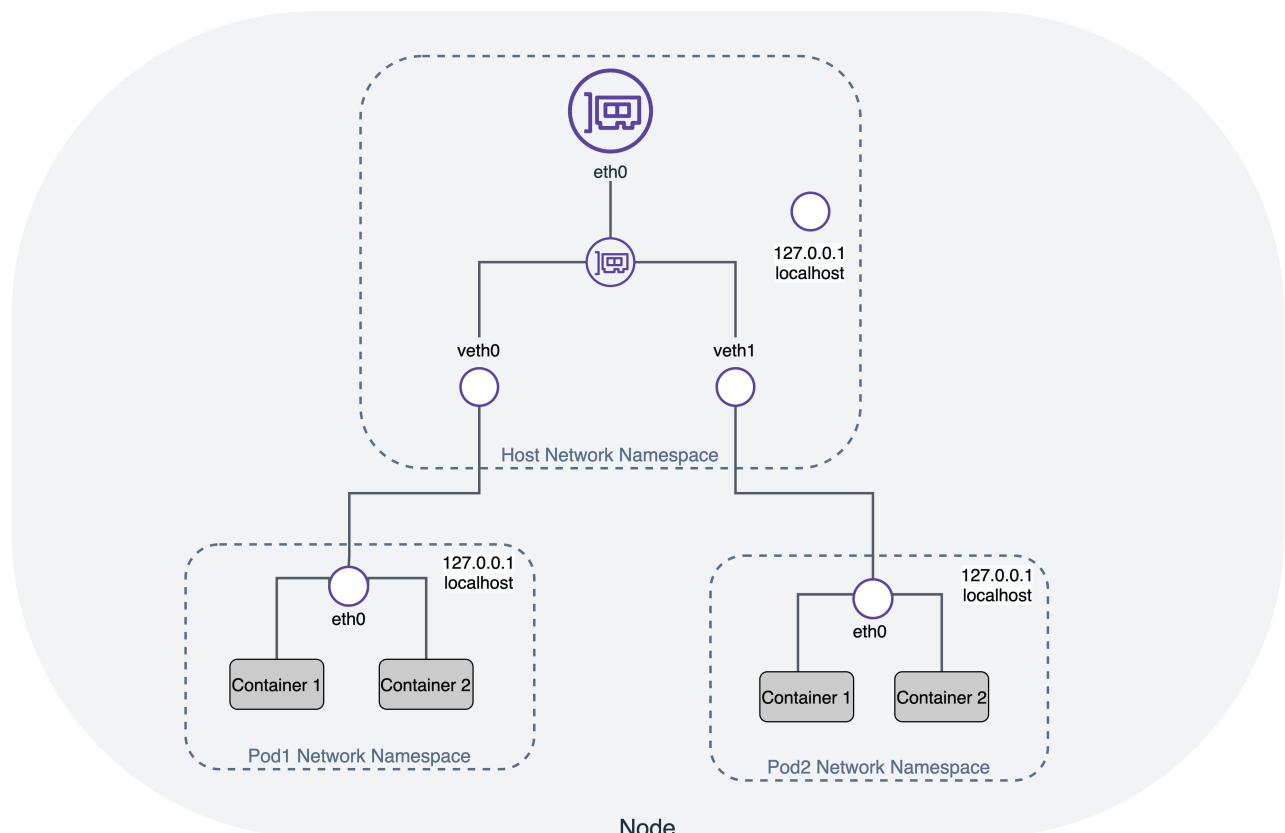 eth0
127.0.0.1
localhost
veth0
veth1
Host Network Namespace
127.0.0.1
localhost
eth0
Container 1
Container 2
Pod1 Network Namespace
127.0.0.1
localhost
eth0
Container 1
Container 2
Pod2 Network Namespace
Node